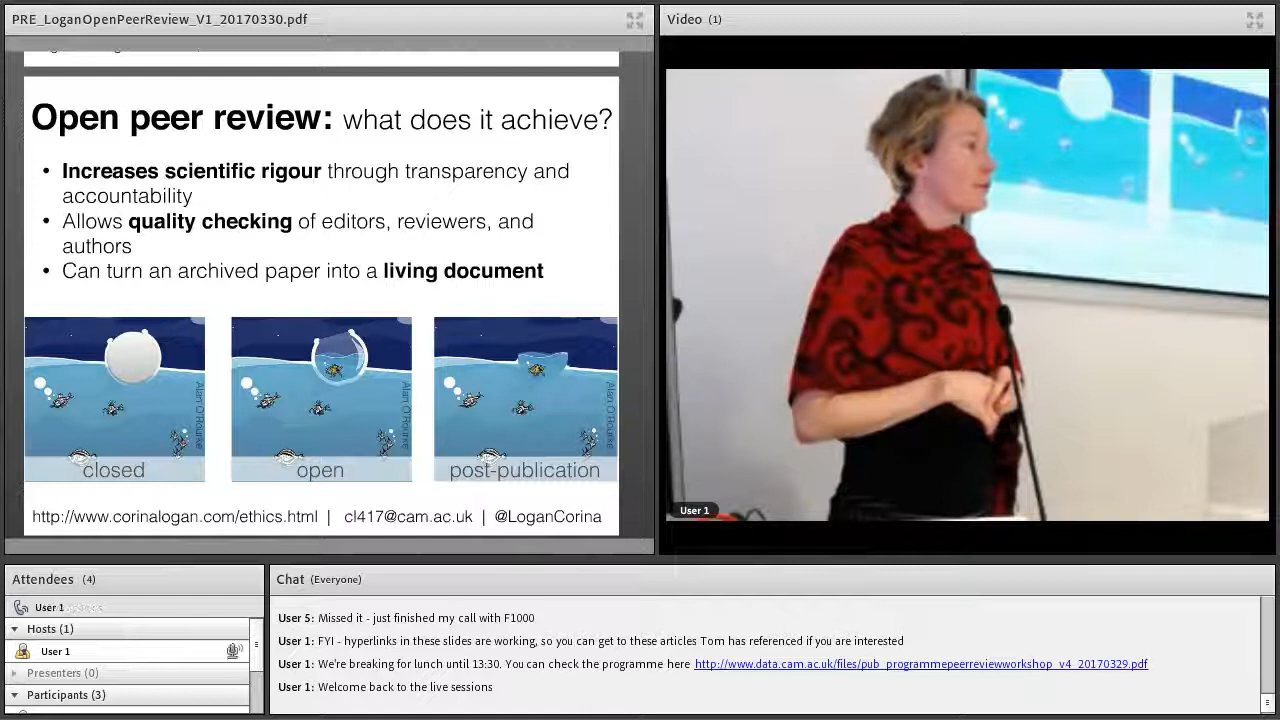 PRE_LoganOpenPeerReview_V1_20170330.pdf
Open peer review: what does it achieve?
• Increases scientific rigour through transparency and
accountability
• Allows quality checking of editors, reviewers, and
authors
• Can turn an archived paper into a living document
Alan O'Rourke
closed
Alan O'Rourke
open
Alan O'Rourke
post-publication
http://www.corinalogan.com/ethics.html | cl417@cam.ac.uk | @LoganCorina
Video (1)
User 1
Attendees (4)
User 1
Hosts (1)
User 1
Presenters (0)
Participants (3)
Chat (Everyone)
User 5: Missed it - just finished my call with F1000
User 1: FYI - hyperlinks in these slides are working, so you can get to these articles Tom has referenced if you are interested
User 1: We're breaking for lunch until 13:30. You can check the programme here http://www.data.cam.ac.uk/files/pub_programmepeerreviewworkshop_v4_20170329.pdf
User 1: Welcome back to the live sessions